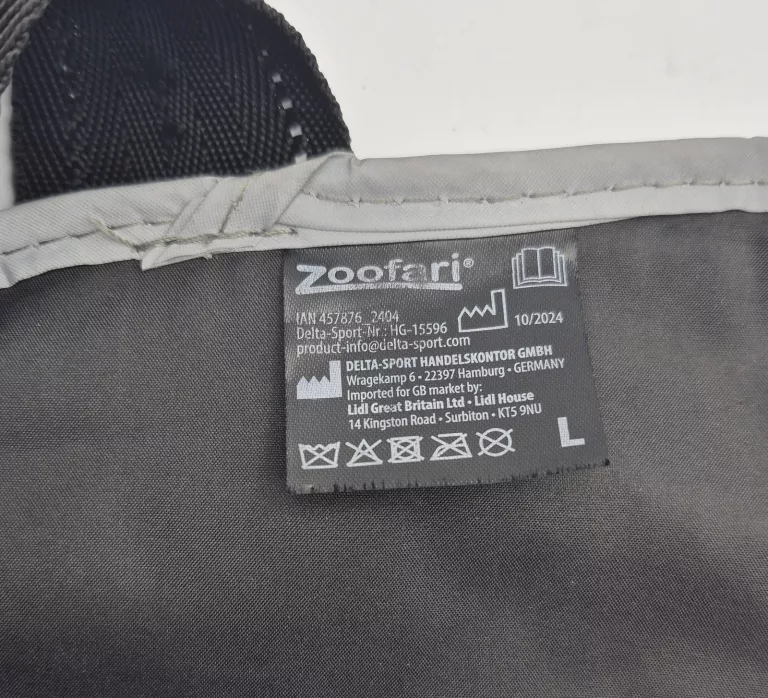 Zoofari®
IAN 457876_2404
Delta-Sport-Nr.: HG-15596
10/2024
product-info@delta-sport.com
DELTA-SPORT HANDELSKONTOR GMBH
Wragekamp 6 • 22397 Hamburg • GERMANY
Imported for GB market by:
Lidl Great Britain Ltd • Lidl House
14 Kingston Road • Surbiton • KT5 9NU
L